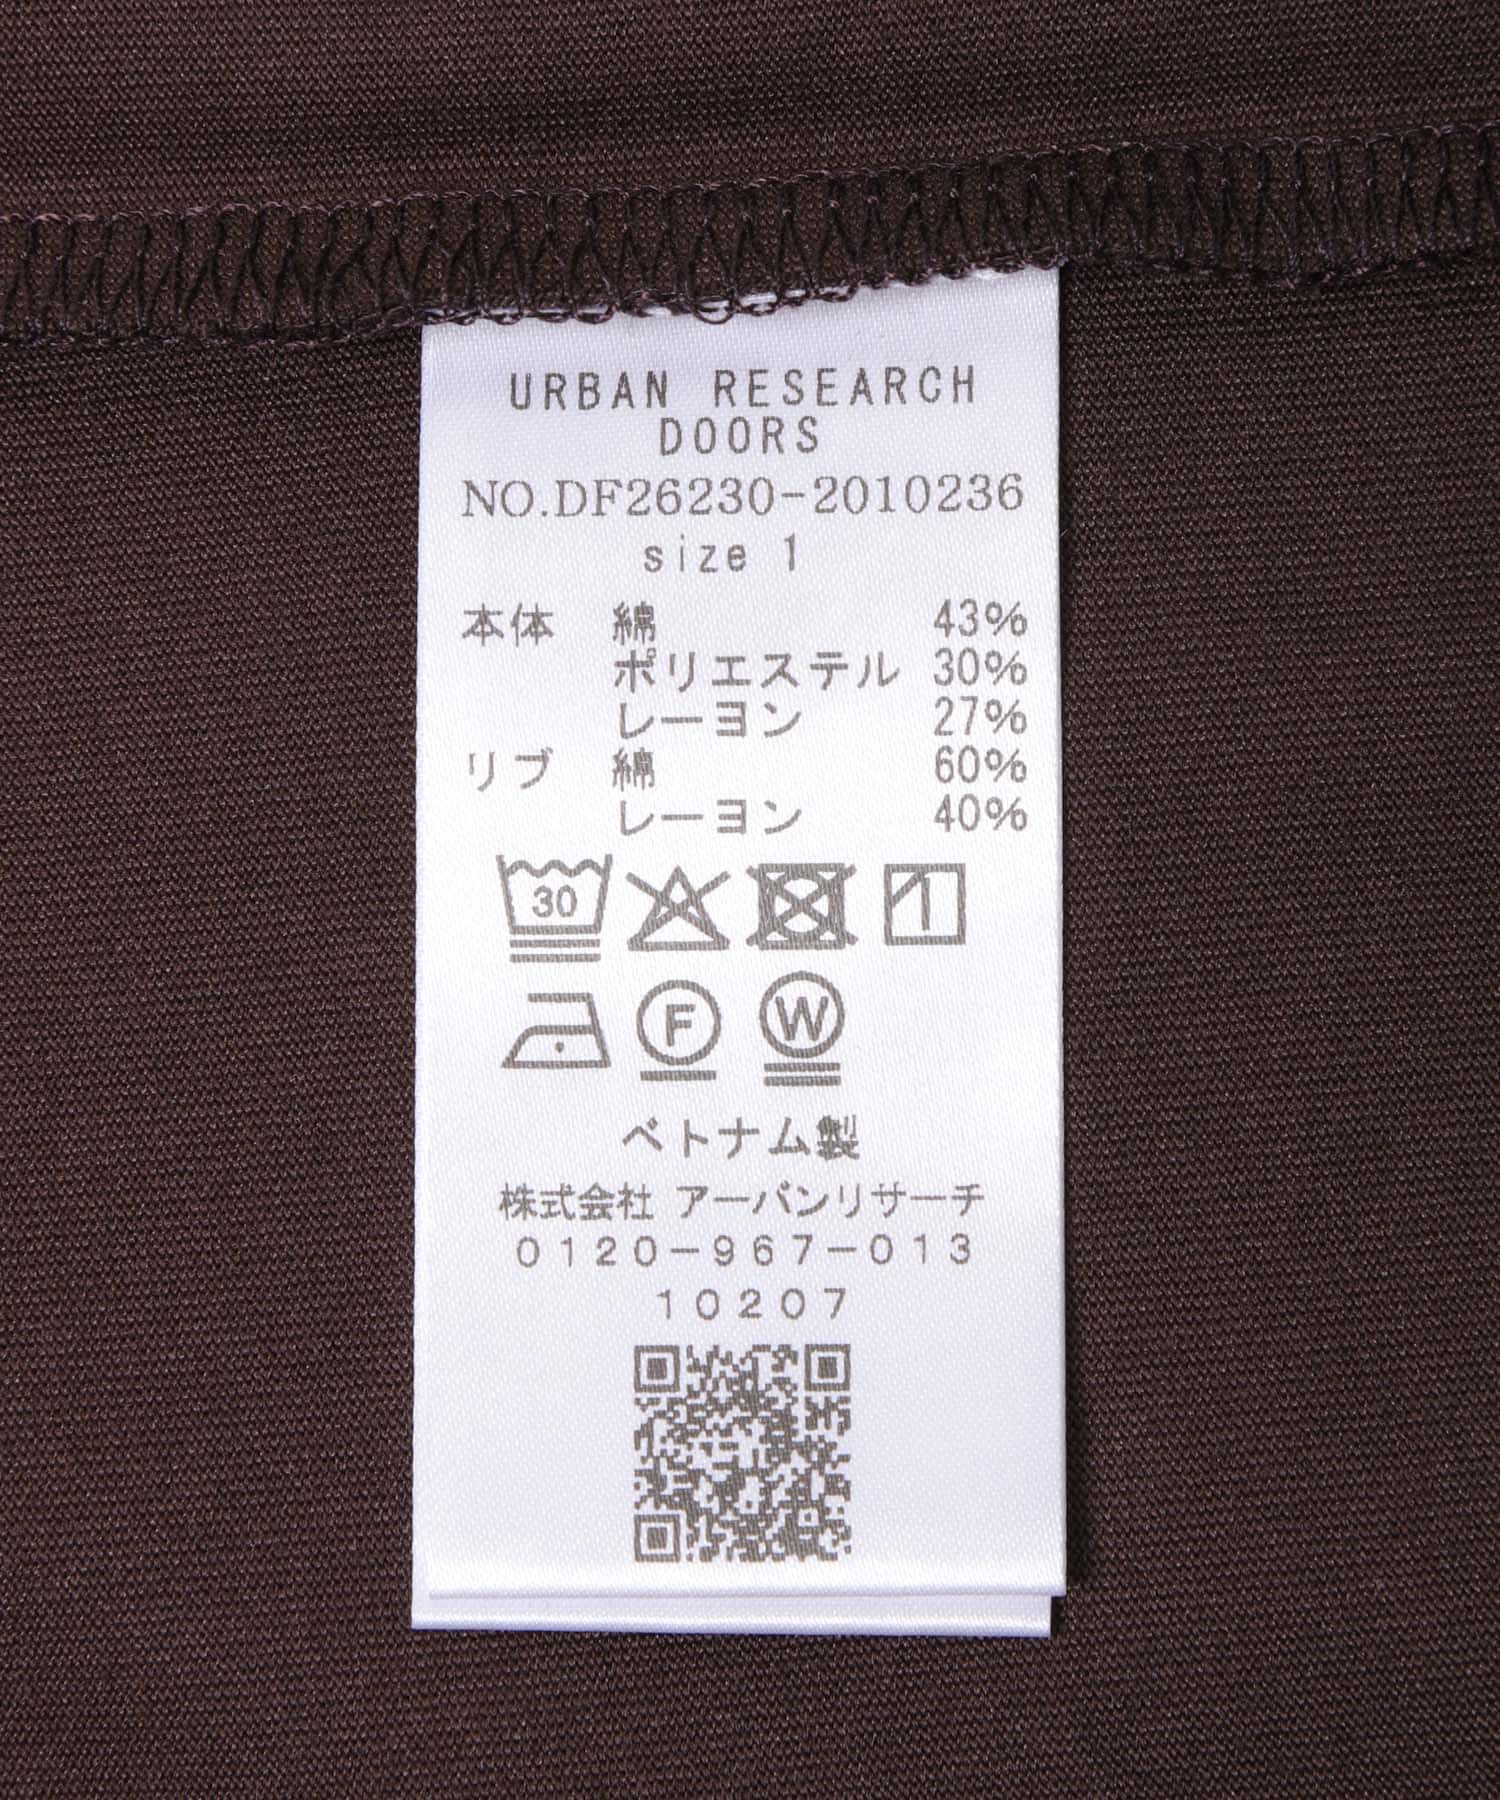 URBAN RESEARCH
DOORS
NO.DF26230-2010236
size 1
本体 綿 43%
ポリエステル 30%
レーヨン 27%
リブ 綿 60%
レーヨン 40%
30
1
F W
ベトナム製
株式会社 アーバンリサーチ
0120-967-013
10207